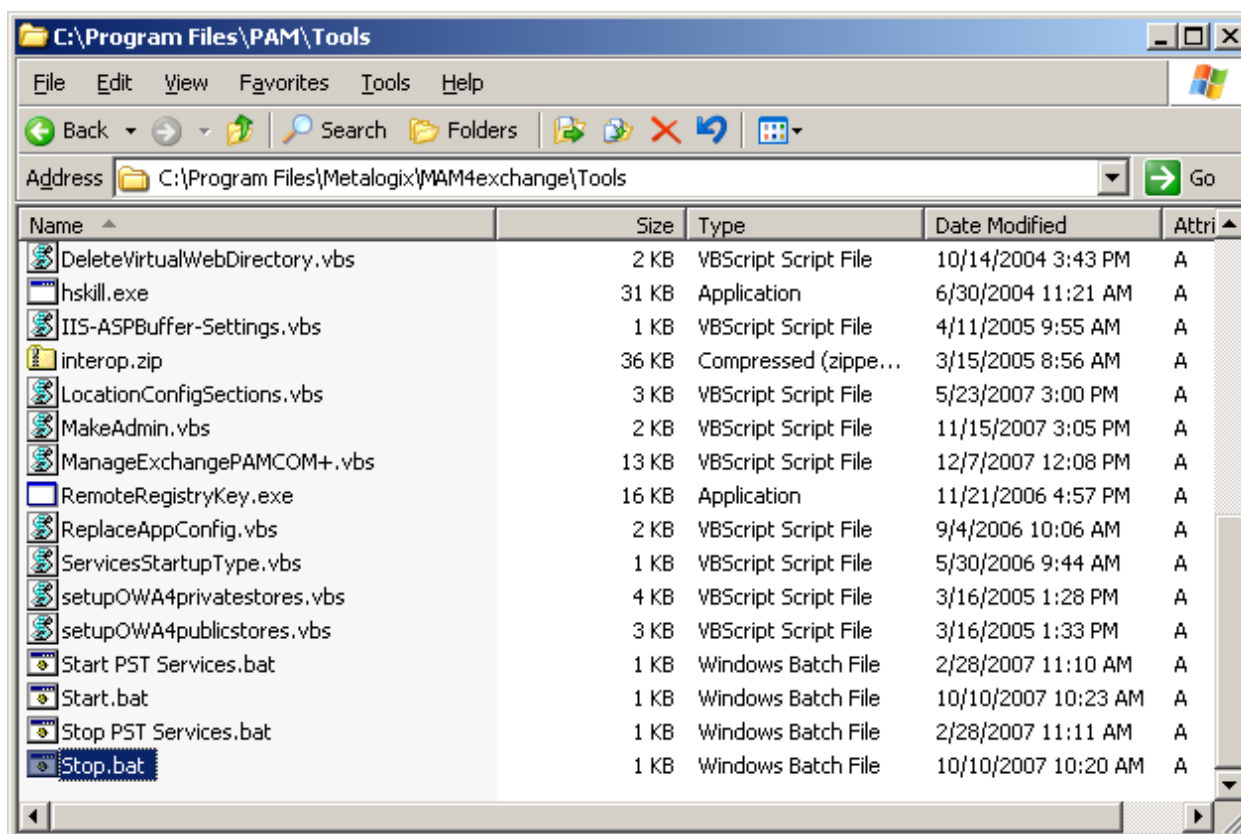 C:\Program Files\PAM\Tools
File Edit View Favorites Tools Help
Back Search Folders
Address C:\Program Files\Metalogix\MAM4exchange\Tools Go
Name Size Type Date Modified Attri
DeleteVirtualWebDirectory.vbs 2 KB VBScript Script File 10/14/2004 3:43 PM A
hskill.exe 31 KB Application 6/30/2004 11:21 AM A
IIS-ASPBuffer-Settings.vbs 1 KB VBScript Script File 4/11/2005 9:55 AM A
interop.zip 36 KB Compressed (zippe... 3/15/2005 8:56 AM A
LocationConfigSections.vbs 3 KB VBScript Script File 5/23/2007 3:00 PM A
MakeAdmin.vbs 2 KB VBScript Script File 11/15/2007 3:05 PM A
ManageExchangePAMCOM+.vbs 13 KB VBScript Script File 12/7/2007 12:08 PM A
RemoteRegistryKey.exe 16 KB Application 11/21/2006 4:57 PM A
ReplaceAppConfig.vbs 2 KB VBScript Script File 9/4/2006 10:06 AM A
ServicesStartupType.vbs 1 KB VBScript Script File 5/30/2006 9:44 AM A
setupOWA4privatestores.vbs 4 KB VBScript Script File 3/16/2005 1:28 PM A
setupOWA4publicstores.vbs 3 KB VBScript Script File 3/16/2005 1:33 PM A
Start PST Services.bat 1 KB Windows Batch File 2/28/2007 11:10 AM A
Start.bat 1 KB Windows Batch File 10/10/2007 10:23 AM A
Stop PST Services.bat 1 KB Windows Batch File 2/28/2007 11:11 AM A
Stop.bat 1 KB Windows Batch File 10/10/2007 10:20 AM A